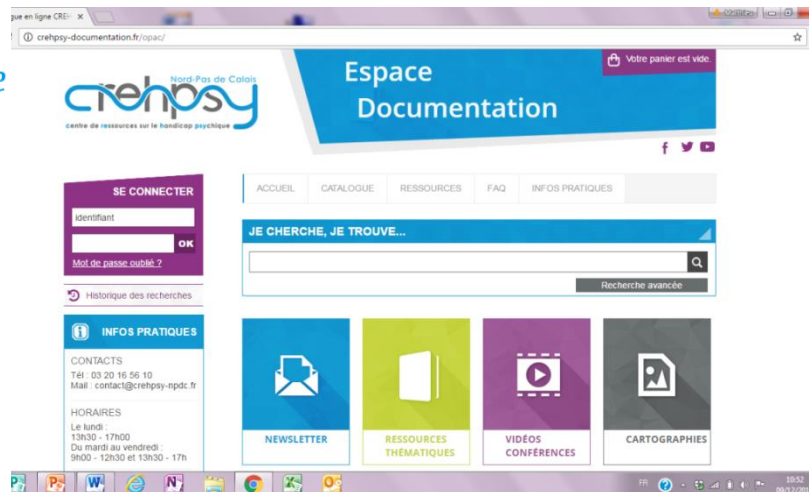 gue en ligne CREH
crehpsy-documentation.fr/opac/
e
Nord-Pas de Calais
crehpsy
centre de ressources sur le handicap psychique
Espace
Documentation
Votre panier est vide.
SE CONNECTER
identifiant
OK
Mot de passe oublié ?
Historique des recherches
ACCUEIL CATALOGUE RESSOURCES FAQ INFOS PRATIQUES
JE CHERCHE, JE TROUVE...
Recherche avancée
INFOS PRATIQUES
CONTACTS
Tél : 03 20 16 56 10
Mail : contact@crehpsy-npdc.fr
HORAIRES
Le lundi :
13h30 - 17h00
Du mardi au vendredi :
9h00 - 12h30 et 13h30 - 17h
NEWSLETTER
RESSOURCES
THÉMATIQUES
VIDÉOS
CONFÉRENCES
CARTOGRAPHIES
FR
10:52